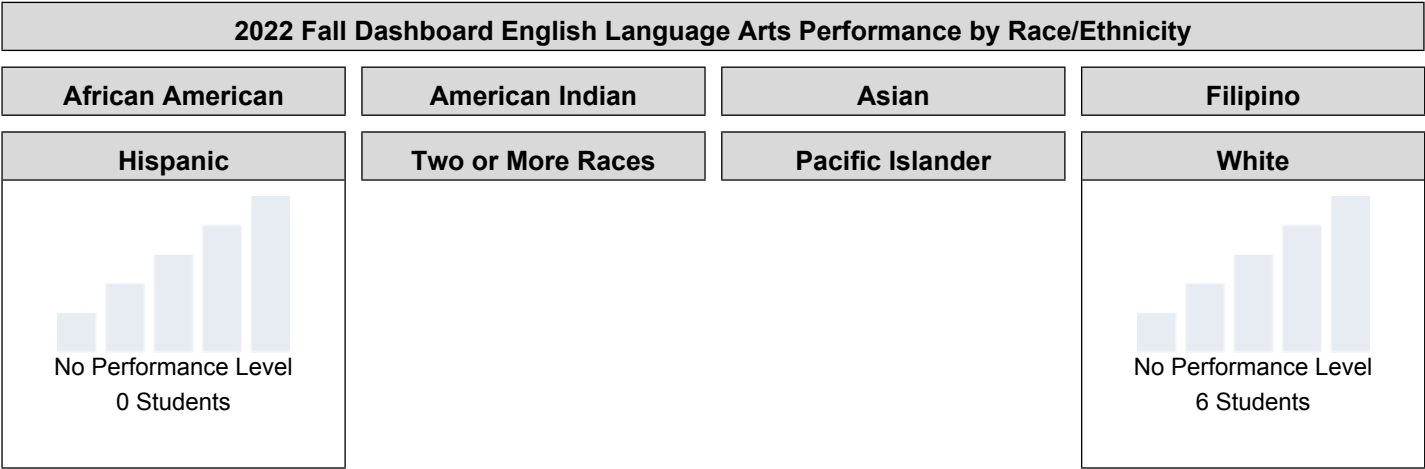 2022 Fall Dashboard English Language Arts Performance by Race/Ethnicity
African American
American Indian
Asian
Filipino
Hispanic
Two or More Races
Pacific Islander
White
No Performance Level
0 Students
No Performance Level
6 Students